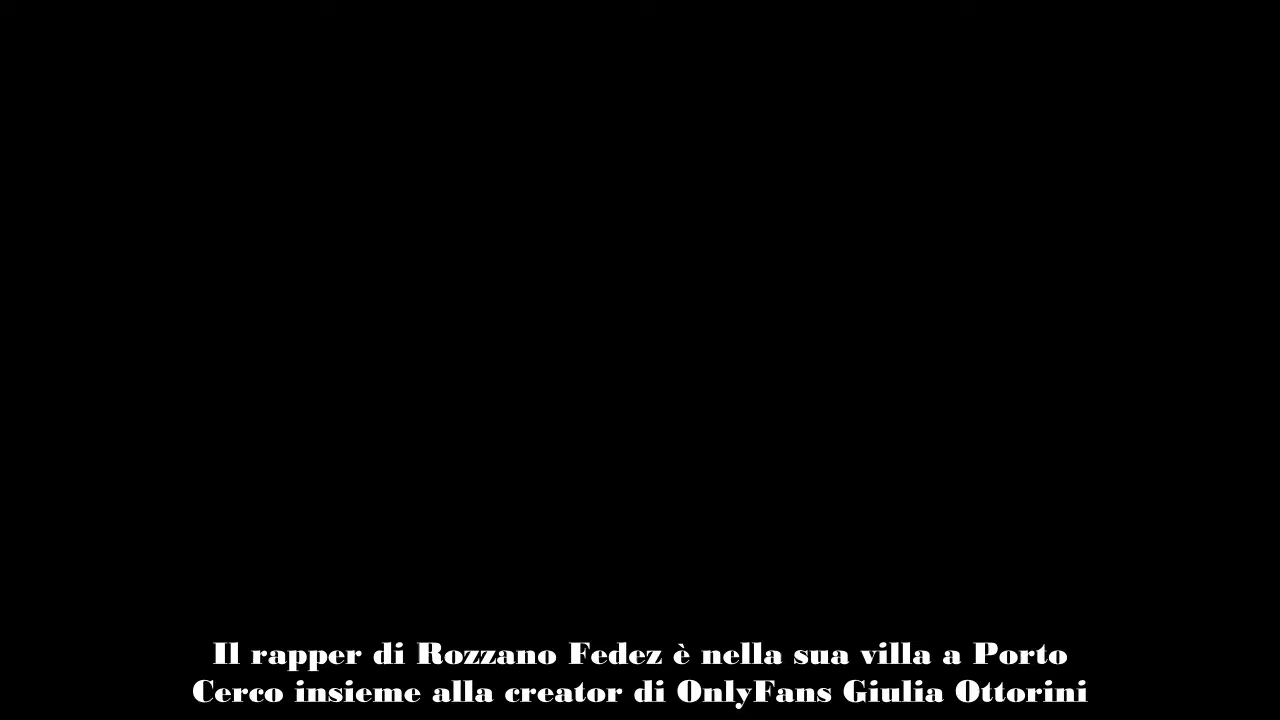 Il rapper di Rozzano Fedez è nella sua villa a Porto
Cerco insieme alla creator di OnlyFans Giulia Ottorini